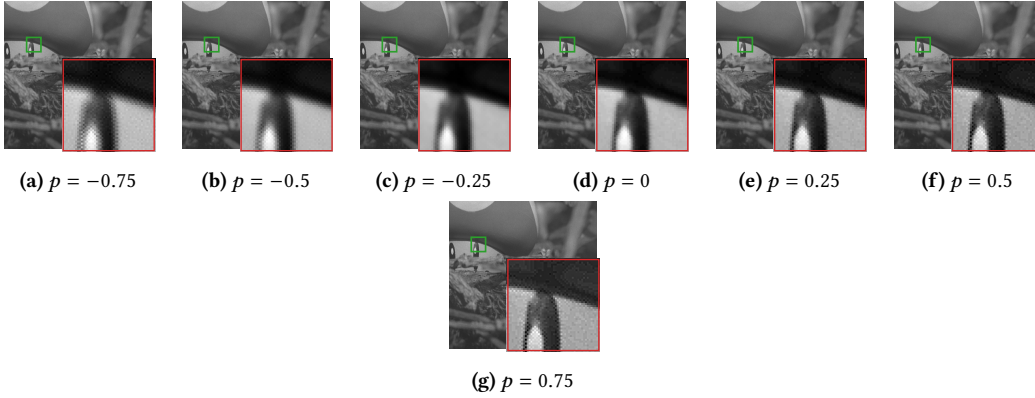 (a) p = −0.75
(b) p = −0.5
(c) p = −0.25
(d) p = 0
(e) p = 0.25
(f) p = 0.5
(g) p = 0.75